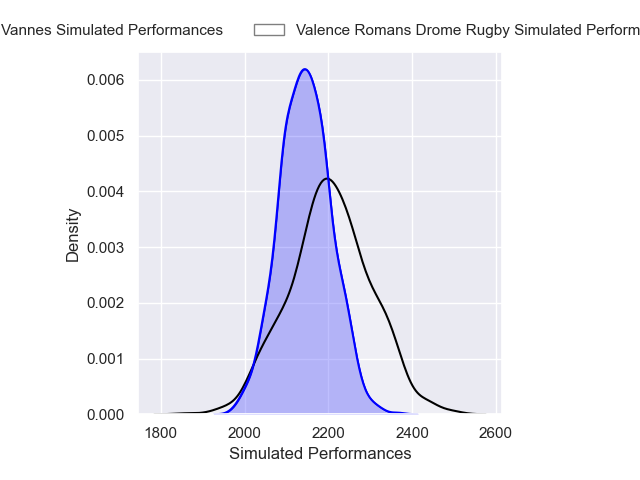 Vannes Simulated Performances
Valence Romans Drome Rugby Simulated Perform
0.006
0.005
0.004
0.003
0.002
0.001
0.000
Density
1800 2000 2200 2400 2600
Simulated Performances